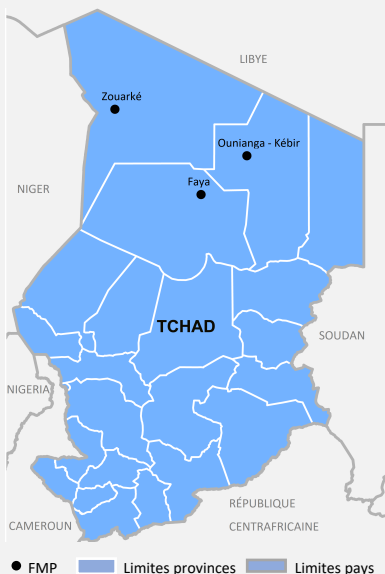 LIBYE
Zouarké
Ounianga - Kébir
Faya
NIGER
TCHAD
SOUDAN
NIGERIA
RÉPUBLIQUE
CENTRAFRICAINE
CAMEROUN
FMP Limites provinces Limites pays